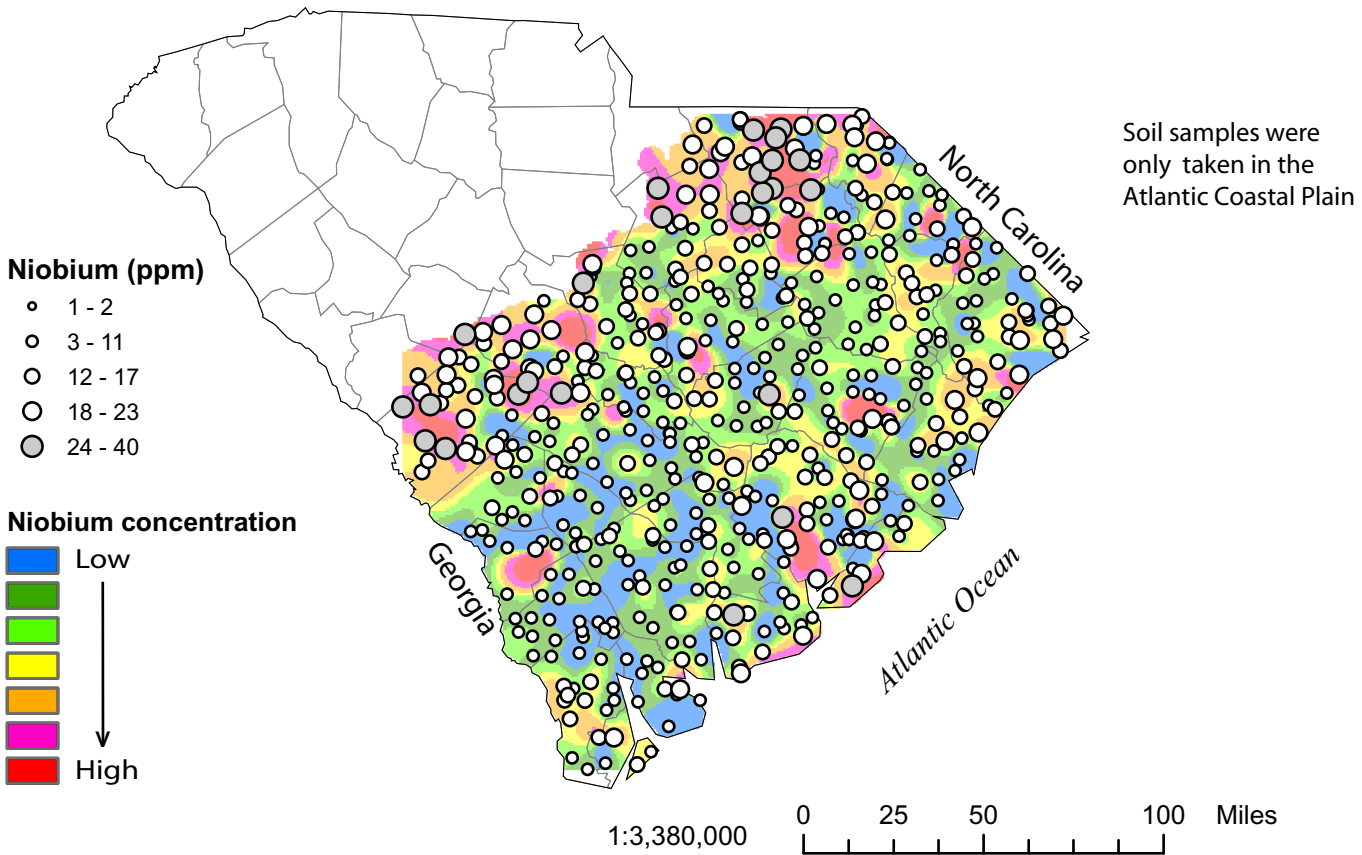 Soil samples were
only taken in the
Atlantic Coastal Plain
North Carolina
Niobium (ppm)
1 - 2
3 - 11
12 - 17
18 - 23
24 - 40
Niobium concentration
Low
High
Georgia
Atlantic Ocean
0 25 50 100 Miles
1:3,380,000